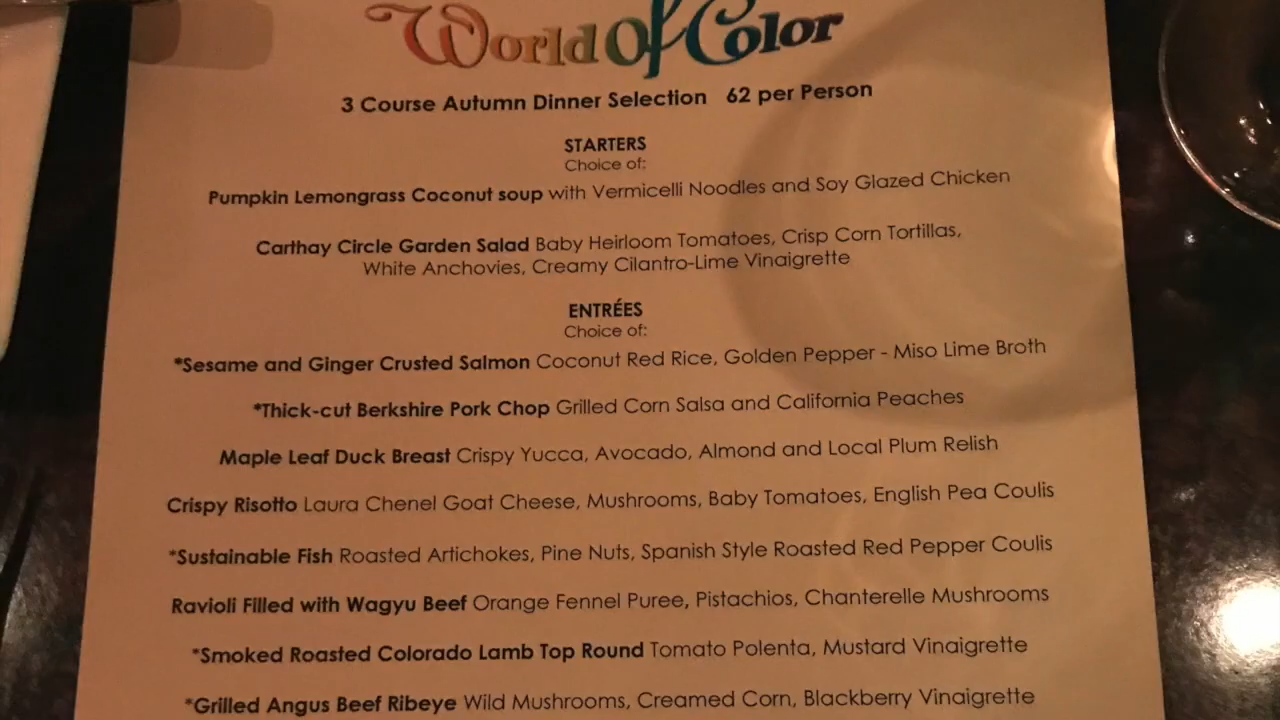 World Of Color
3 Course Autumn Dinner Selection 62 per Person
STARTERS
Choice of:
Pumpkin Lemongrass Coconut soup with Vermicelli Noodles and Soy Glazed Chicken
Carthay Circle Garden Salad Baby Heirloom Tomatoes, Crisp Corn Tortillas,
White Anchovies, Creamy Cilantro-Lime Vinaigrette
ENTRÉES
Choice of:
*Sesame and Ginger Crusted Salmon Coconut Red Rice, Golden Pepper - Miso Lime Broth
*Thick-cut Berkshire Pork Chop Grilled Corn Salsa and California Peaches
Maple Leaf Duck Breast Crispy Yucca, Avocado, Almond and Local Plum Relish
Crispy Risotto Laura Chenel Goat Cheese, Mushrooms, Baby Tomatoes, English Pea Coulis
*Sustainable Fish Roasted Artichokes, Pine Nuts, Spanish Style Roasted Red Pepper Coulis
Ravioli Filled with Wagyu Beef Orange Fennel Puree, Pistachios, Chanterelle Mushrooms
*Smoked Roasted Colorado Lamb Top Round Tomato Polenta, Mustard Vinaigrette
*Grilled Angus Beef Ribeye Wild Mushrooms, Creamed Corn, Blackberry Vinaigrette